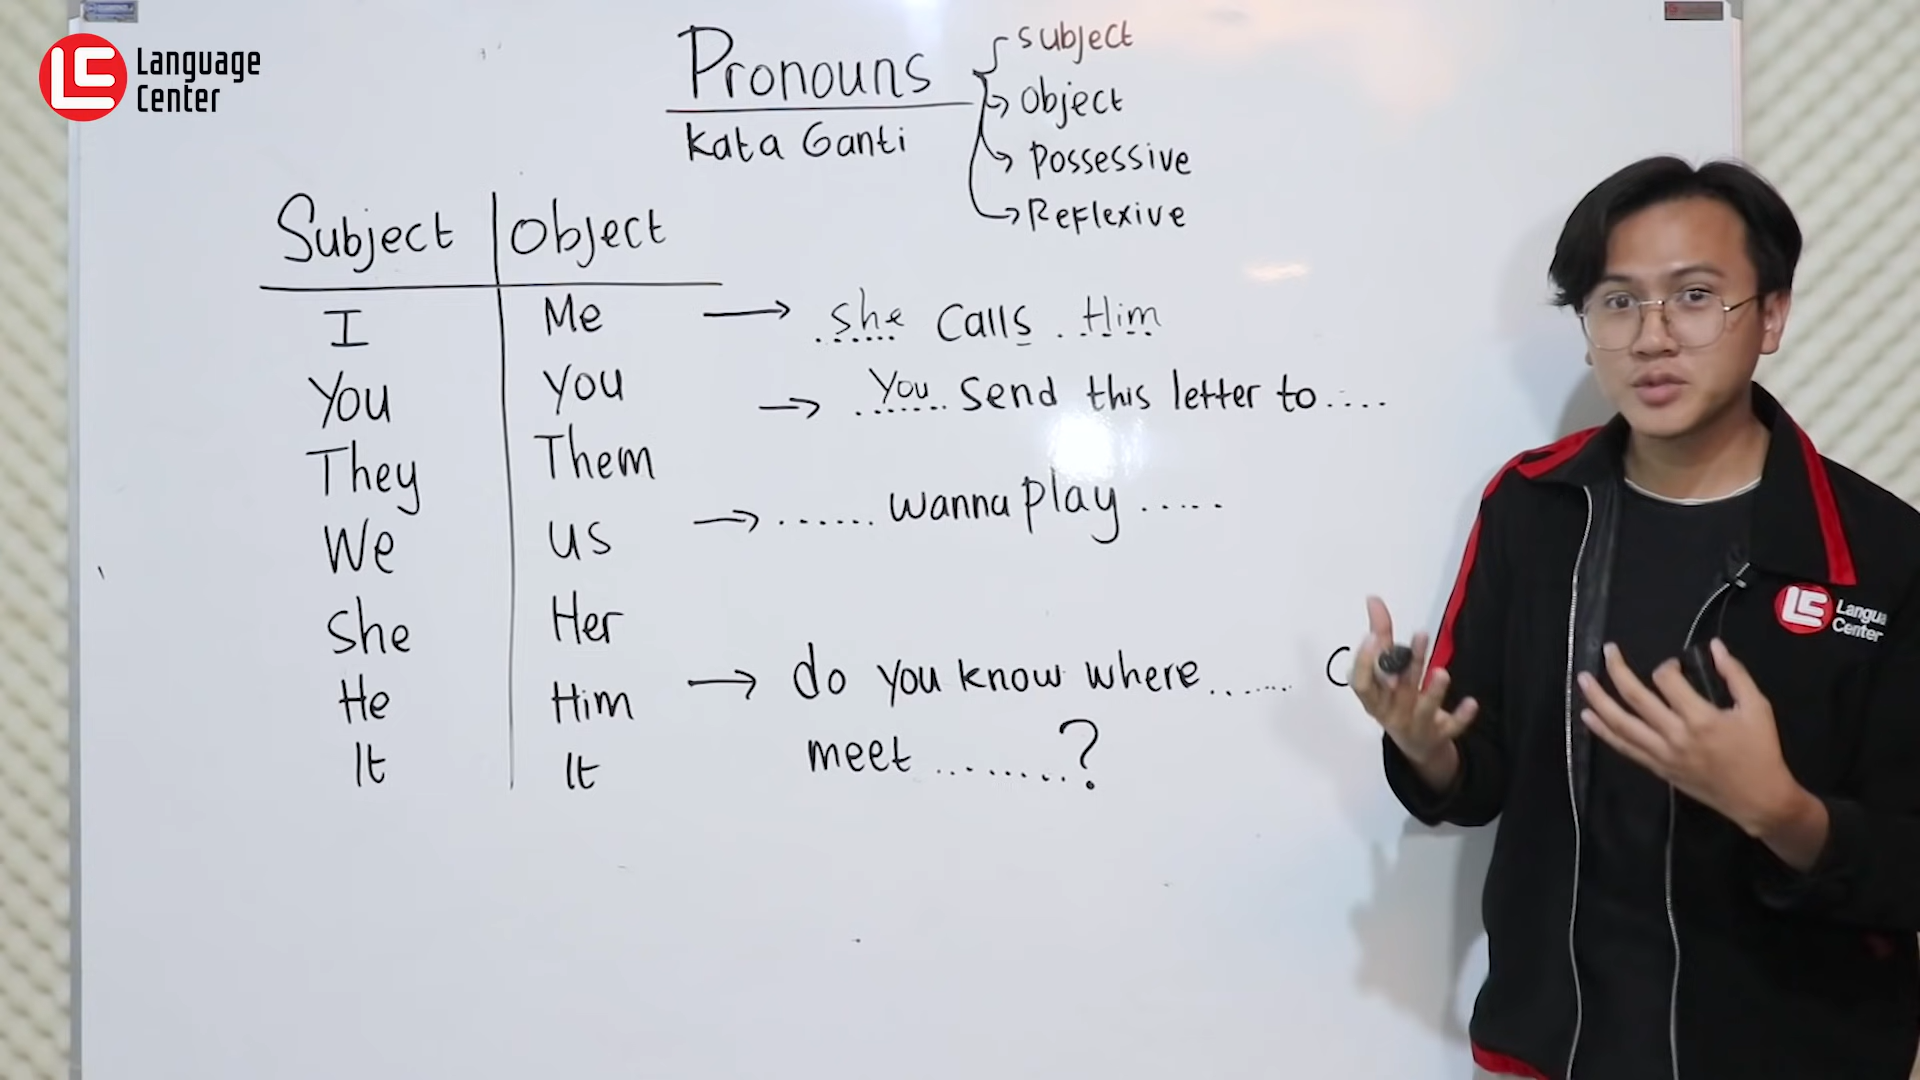 Language
Center
Pronouns
Kata Ganti
Subject
Object
Possessive
Reflexive
Subject Object
I Me
You You
They Them
We us
She Her
He Him
It It
She calls Him
You send this letter to ....
...... wanna play .....
do you know where ...... C
meet ........?
Langua
Center